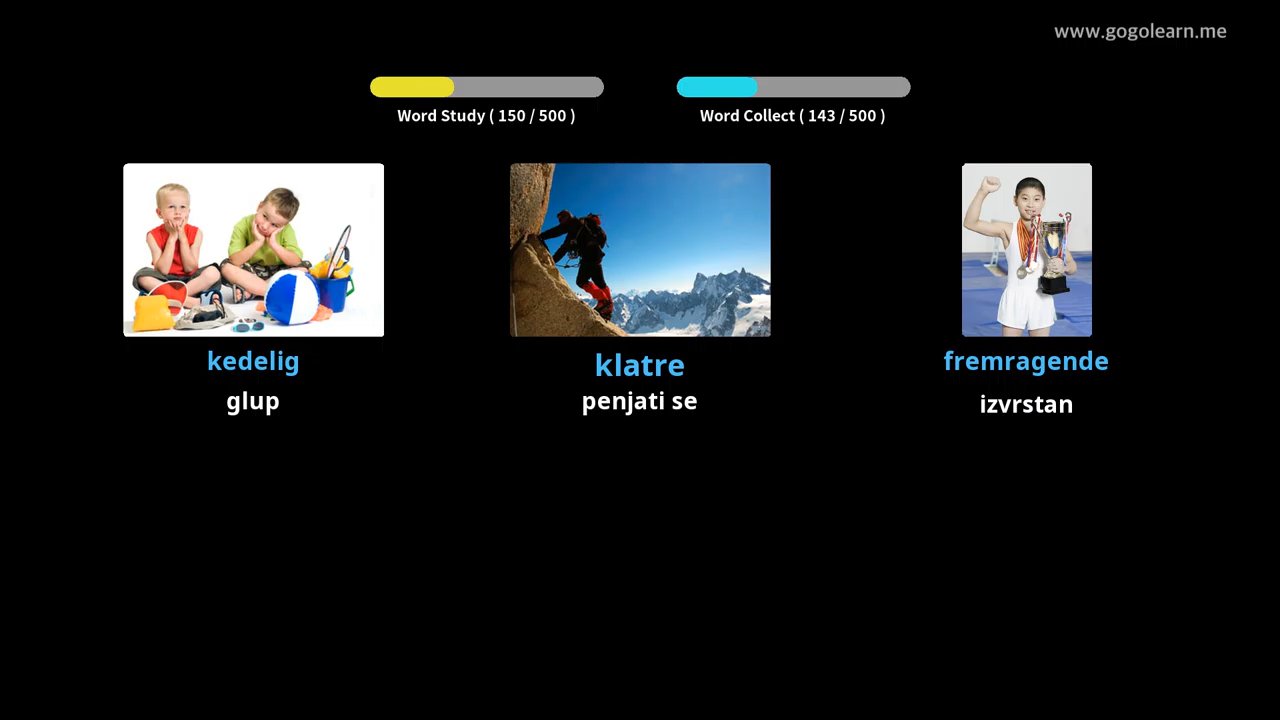 www.gogolearn.me
Word Study ( 150 / 500 )
Word Collect ( 143 / 500 )
kedelig
klatre
fremragende
glup
penjati se
izvrstan